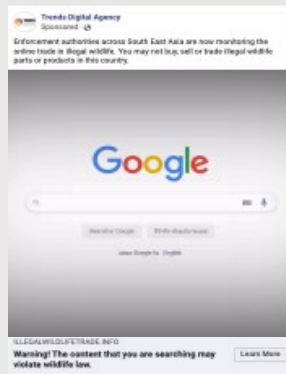 Trends Digital Agency
Sponsored
Enforcement authorities across South East Asia are now monitoring the
online trade in illegal wildlife. You may not buy, sell or trade illegal wildlife
parts or products in this country.
Google
English
ILLEGALWILDLIFETRADE.INFO
Warning! The content that you are searching may
violate wildlife law.
Learn More